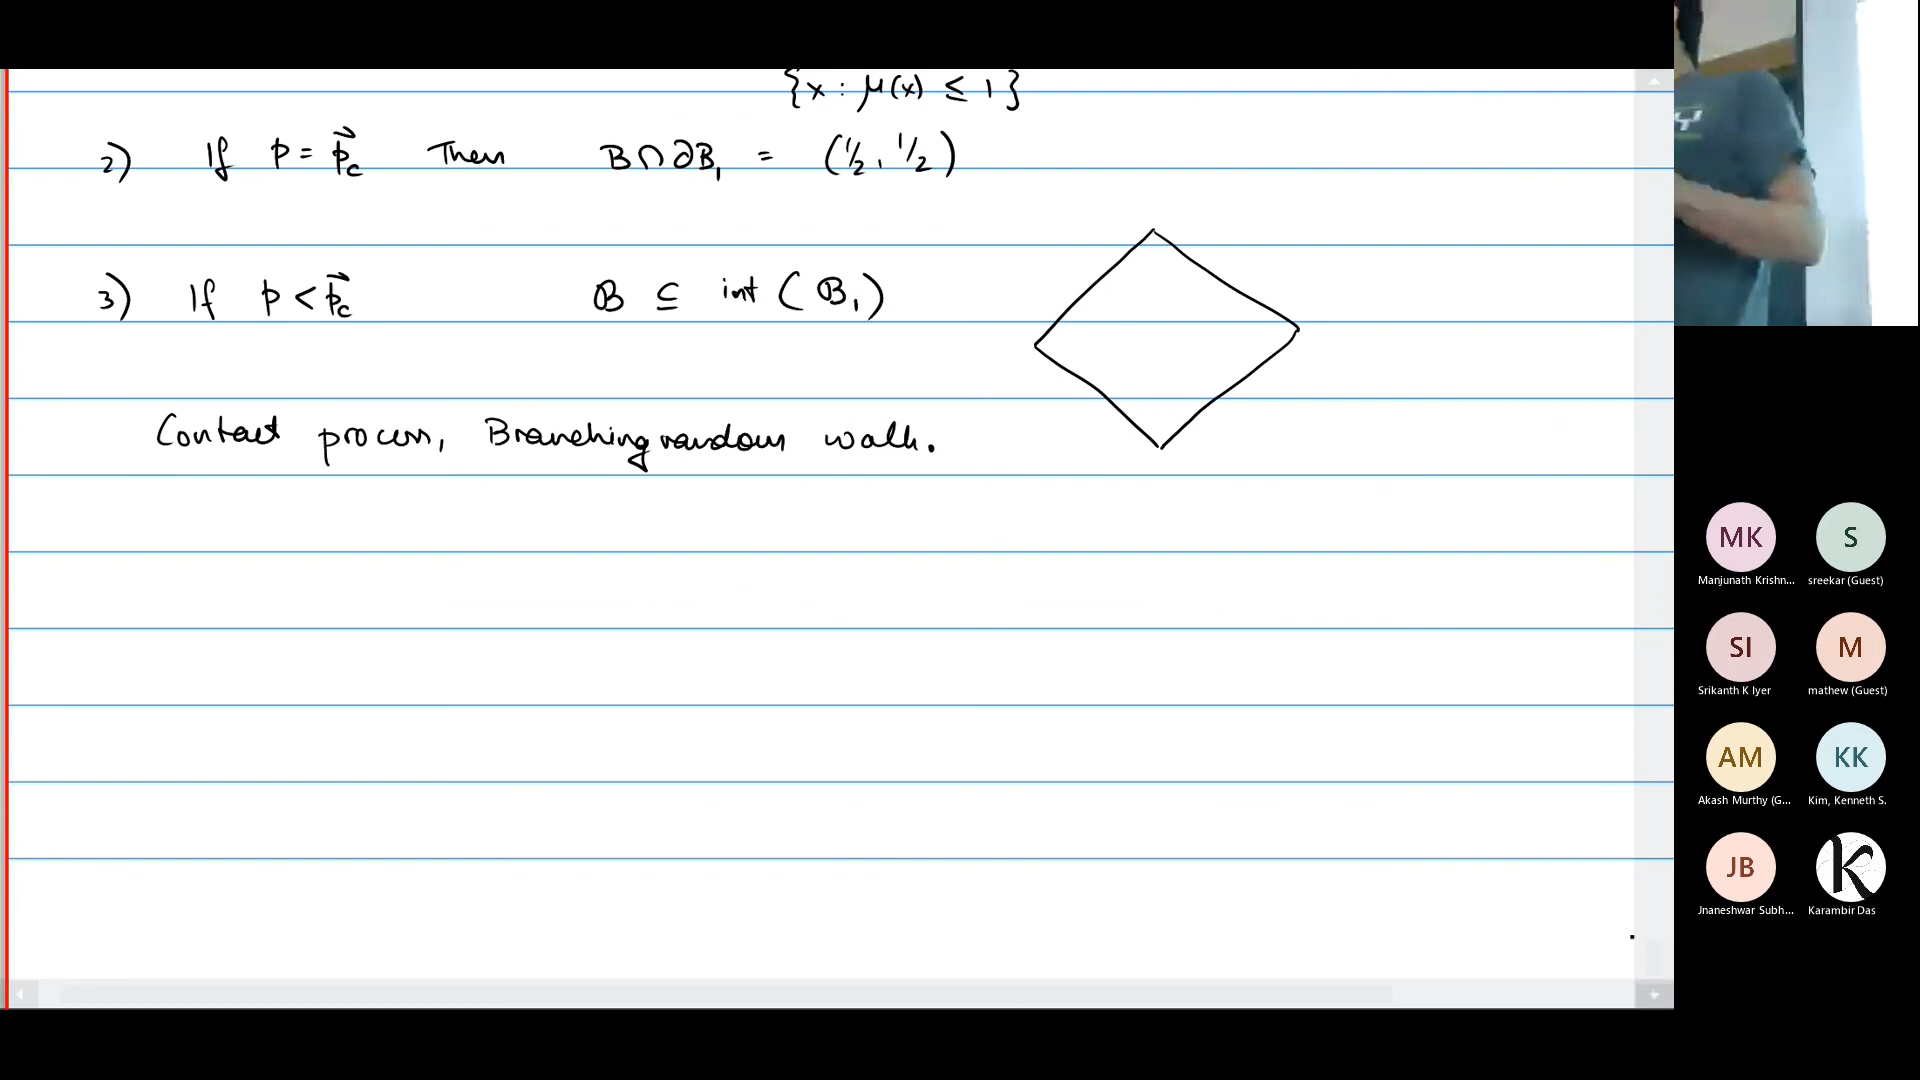 {x : μ(x) ≤ 1}
2) If p = p⃗_c Then B ∩ ∂B₁ = (½, ½)
3) If p < p⃗_c B ⊆ int (B₁)
Contact process, Branching random walk.
MK S
Manjunath Krishn... sreekar (Guest)
SI M
Srikanth K Iyer mathew (Guest)
AM KK
Akash Murthy (G... Kim, Kenneth S.
JB K
Jnaneshwar Subh... Karambir Das